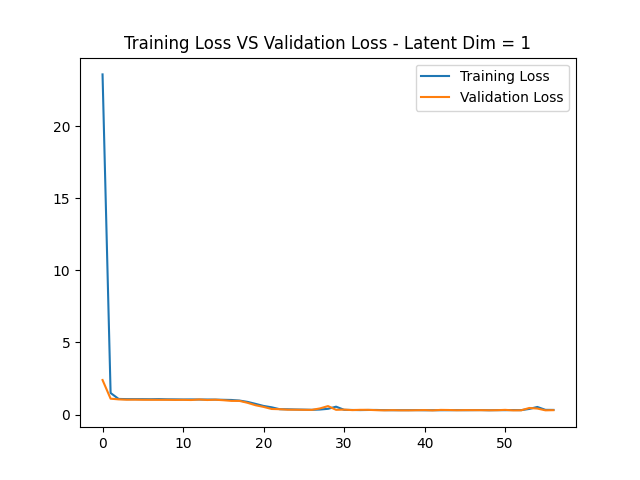 Training Loss VS Validation Loss - Latent Dim = 1
Training Loss
Validation Loss
20
15
10
5
0
0 10 20 30 40 50